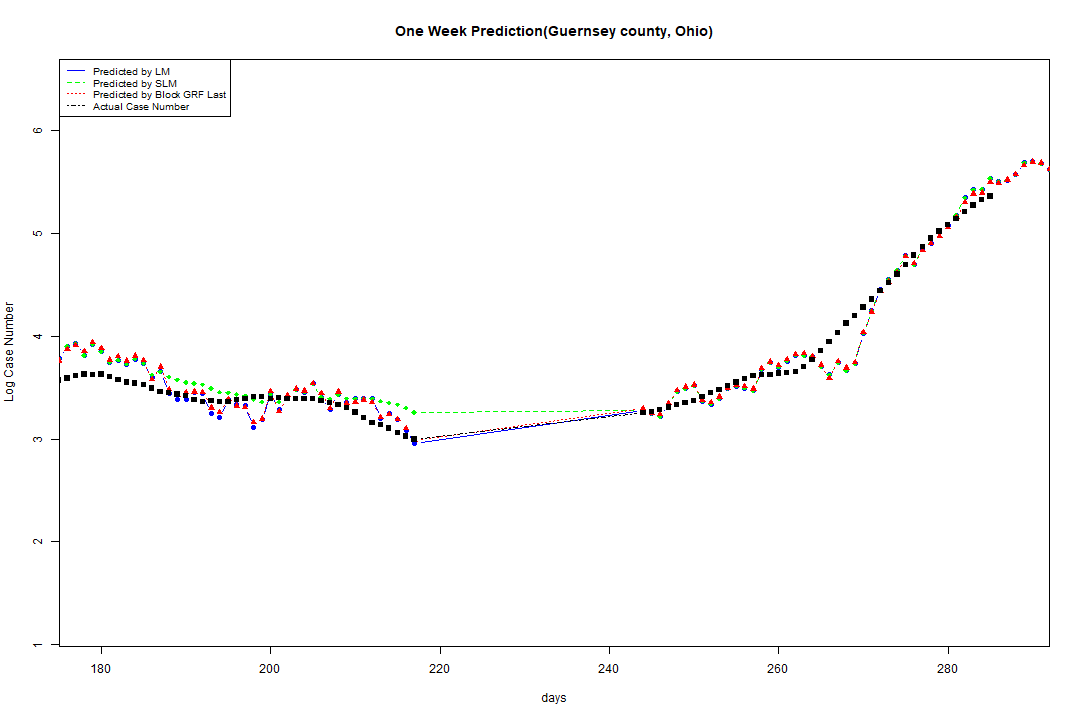 One Week Prediction(Guernsey county, Ohio)
Predicted by LM
Predicted by SLM
Predicted by Block GRF Last
Actual Case Number
6
5
4
3
2
1
Log Case Number
180 200 220 240 260 280
days